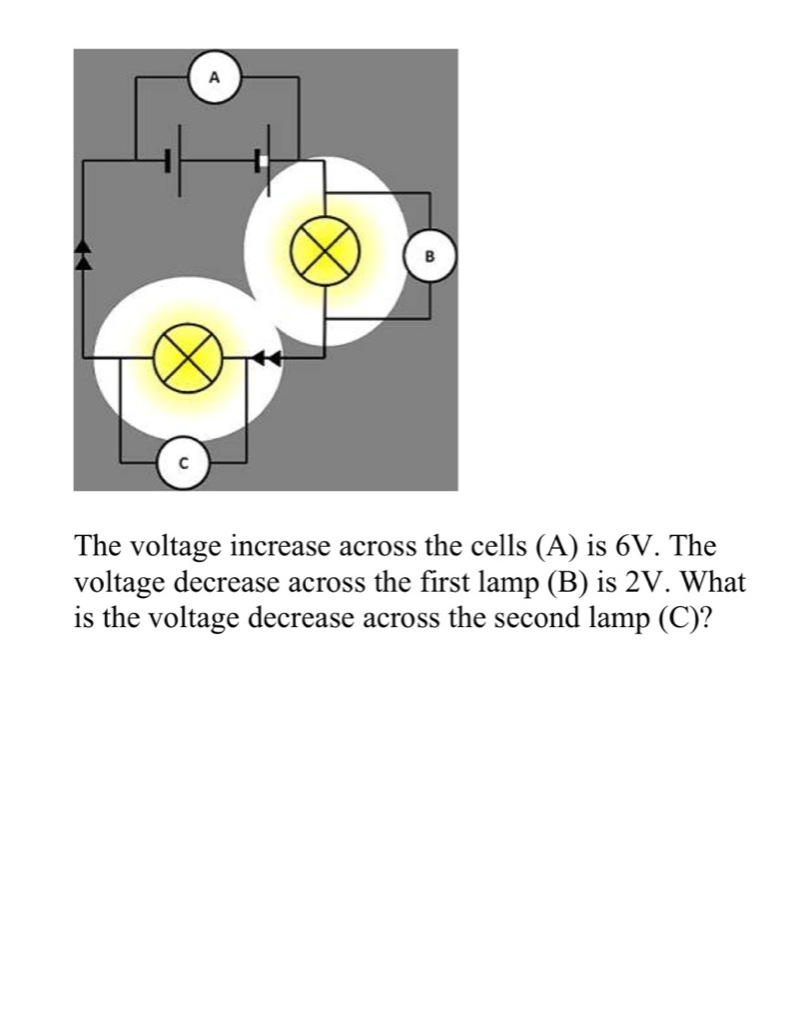 A
B
C
The voltage increase across the cells (A) is 6V. The
voltage decrease across the first lamp (B) is 2V. What
is the voltage decrease across the second lamp (C)?